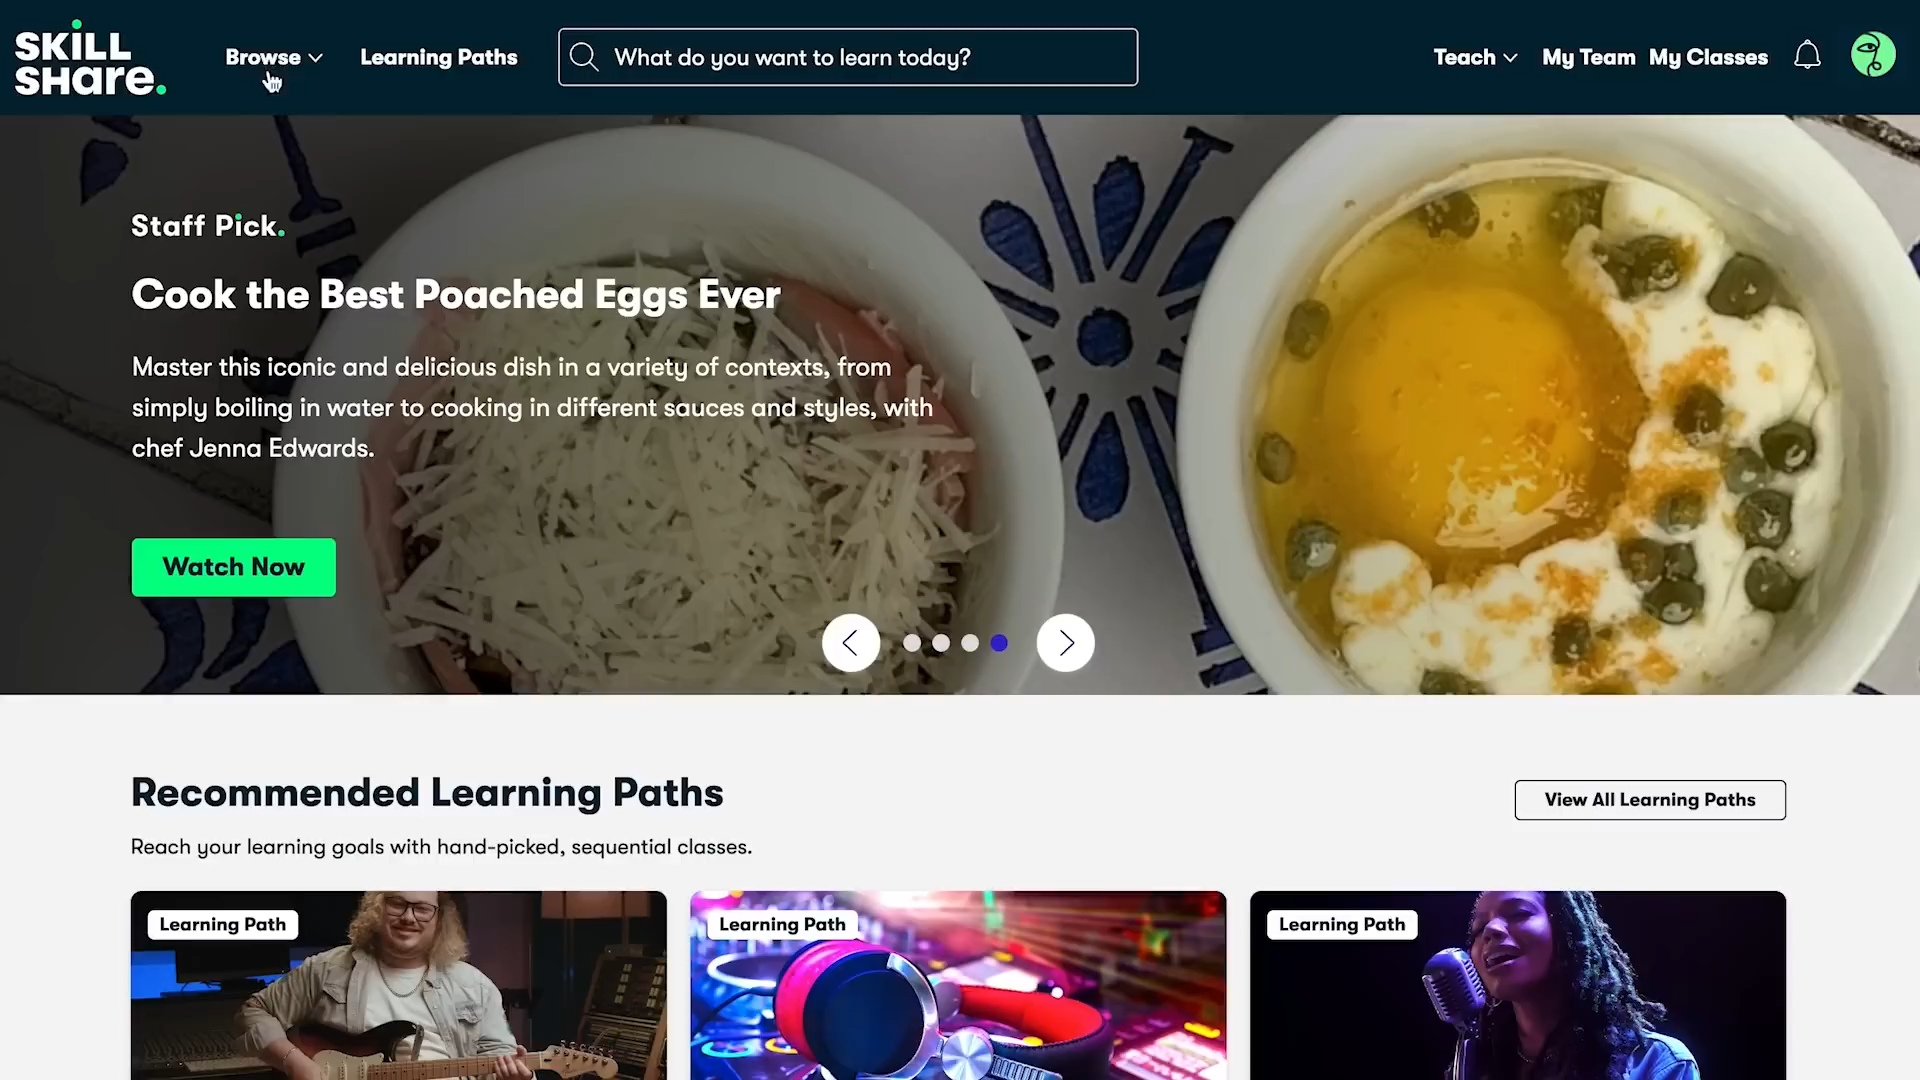 SKILL
SHare.
Browse
Learning Paths
What do you want to learn today?
Teach
My Team
My Classes
Staff Pick.
Cook the Best Poached Eggs Ever
Master this iconic and delicious dish in a variety of contexts, from
simply boiling in water to cooking in different sauces and styles, with
chef Jenna Edwards.
Watch Now
Recommended Learning Paths
View All Learning Paths
Reach your learning goals with hand-picked, sequential classes.
Learning Path
Learning Path
Learning Path